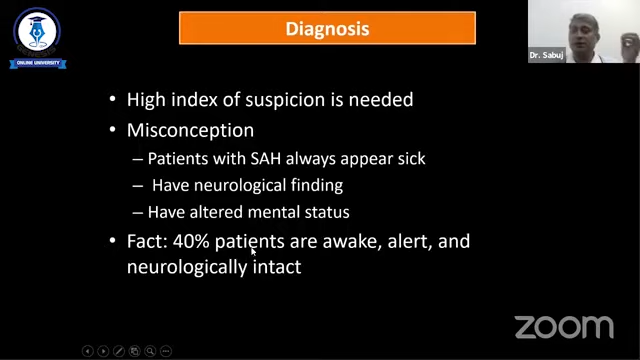 Diagnosis
Dr. Sabuj
ONLINE UNIVERSITY
• High index of suspicion is needed
• Misconception
– Patients with SAH always appear sick
– Have neurological finding
– Have altered mental status
• Fact: 40% patients are awake, alert, and
neurologically intact
zoom